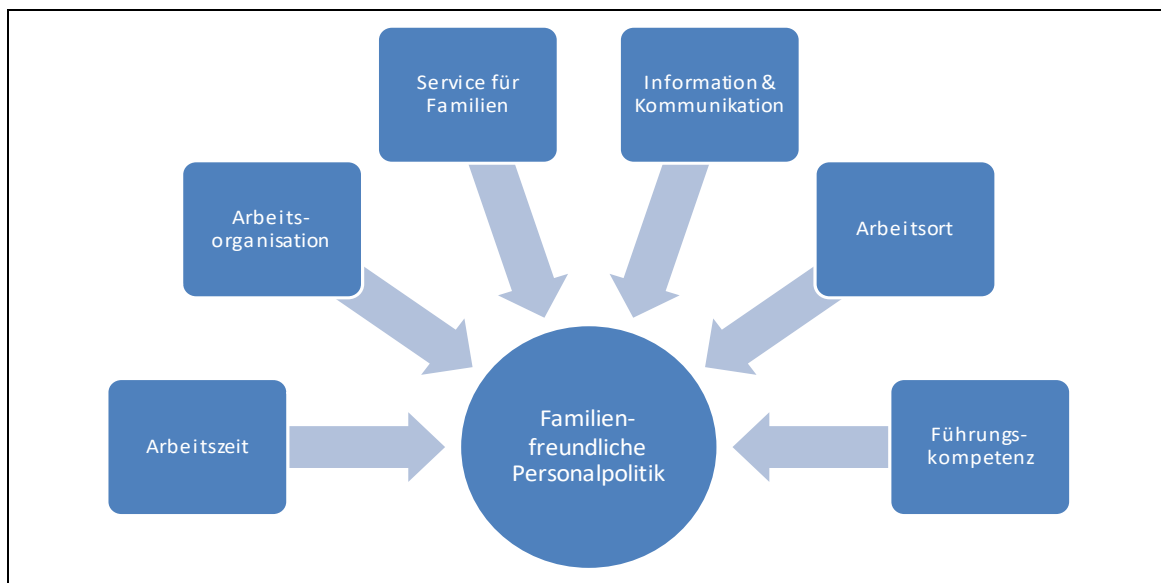 Service für
Familien
Information &
Kommunikation
Arbeits-
organisation
Arbeitsort
Arbeitszeit
Familien-
freundliche
Personalpolitik
Führungs-
kompetenz